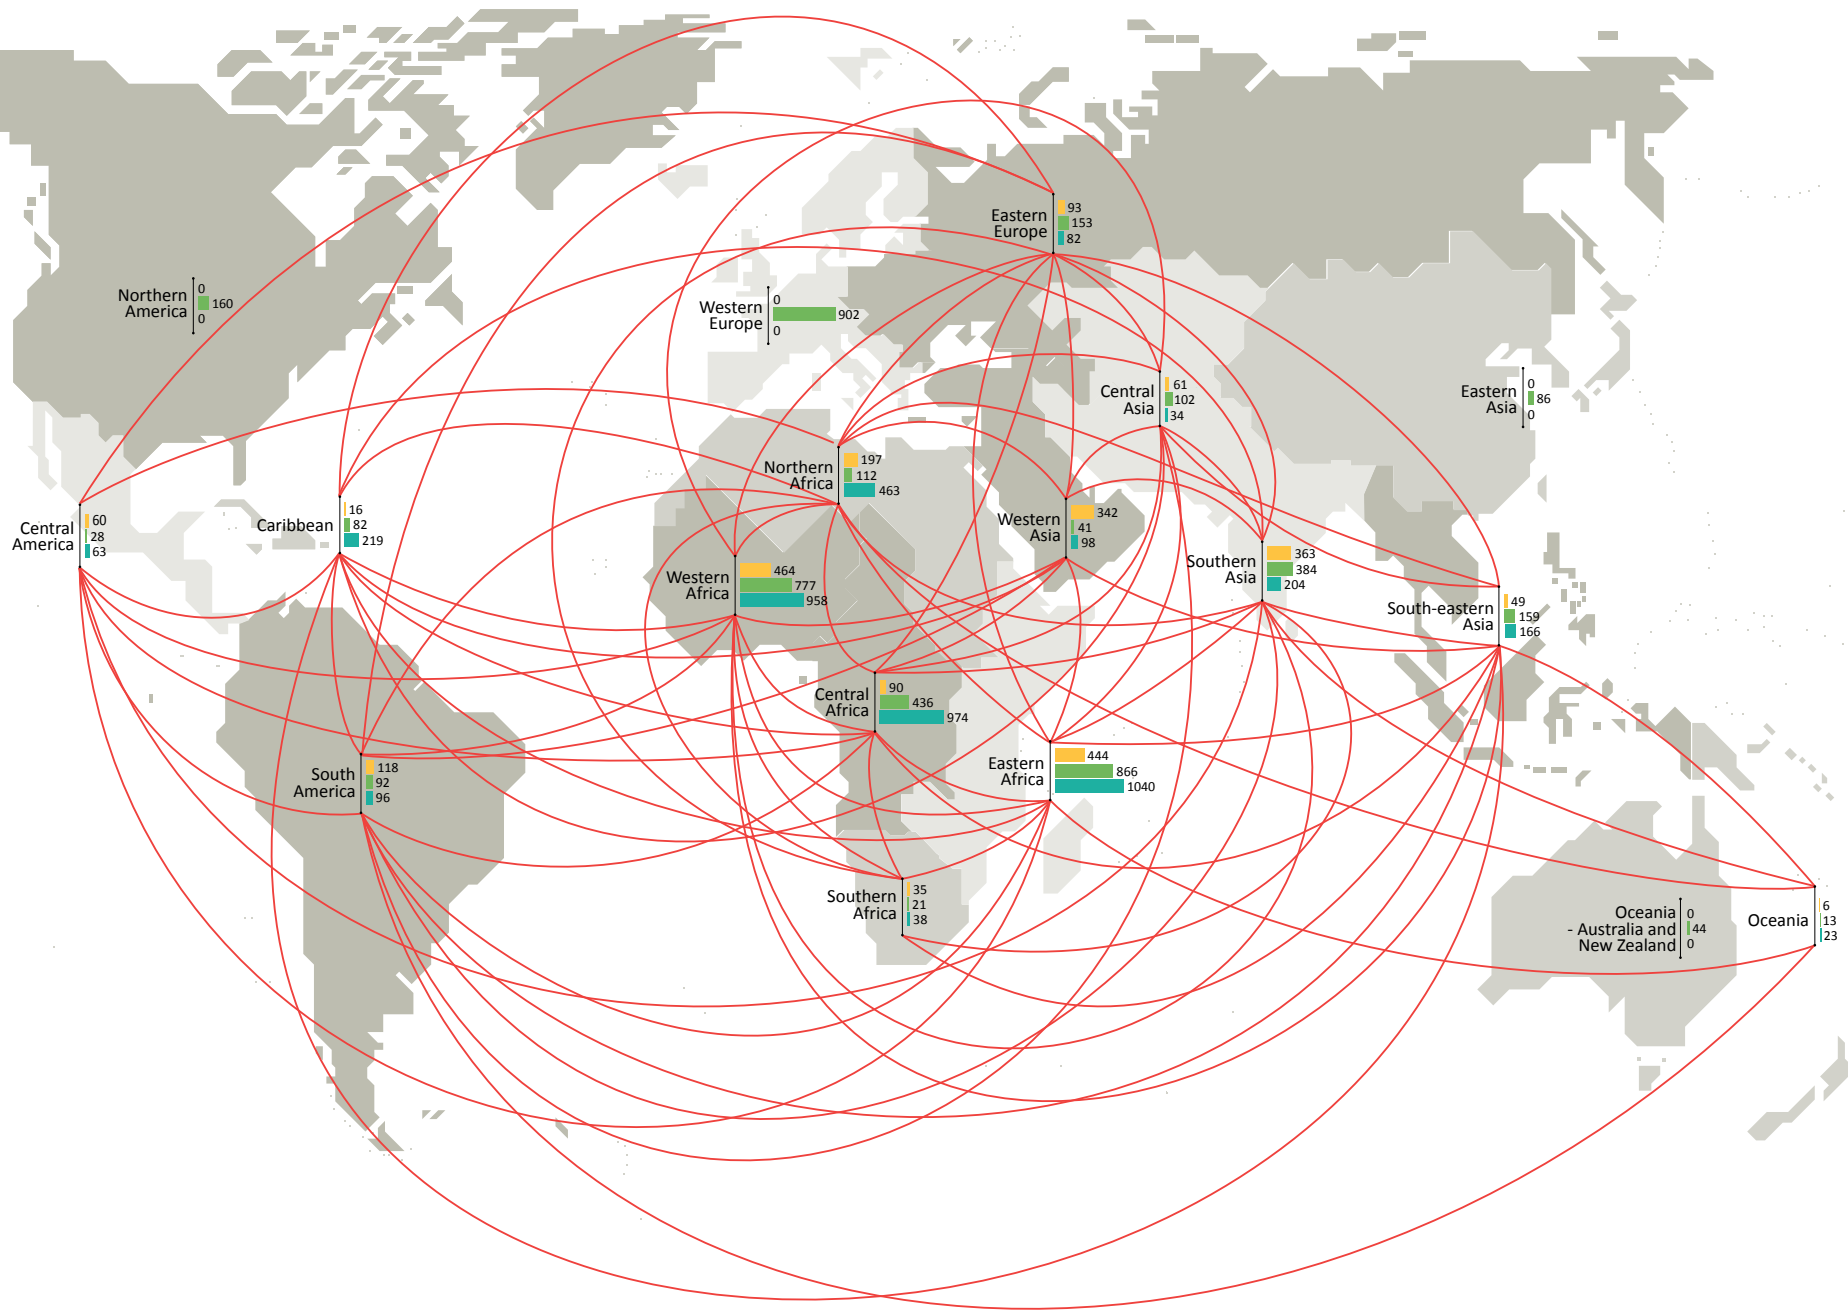 Eastern
Europe
93
153
82
Northern
America
0
160
0
Western
Europe
0
902
0
Central
Asia
61
102
34
Eastern
Asia
0
86
0
Northern
Africa
197
112
463
Central
America
60
28
63
Caribbean
16
82
219
Western
Asia
342
41
98
Southern
Asia
363
384
204
Western
Africa
464
777
958
South-eastern
Asia
49
159
166
Central
Africa
90
436
974
South
America
118
92
96
Eastern
Africa
444
866
1040
Southern
Africa
35
21
38
Oceania
- Australia and
New Zealand
0
44
0
Oceania
6
13
23